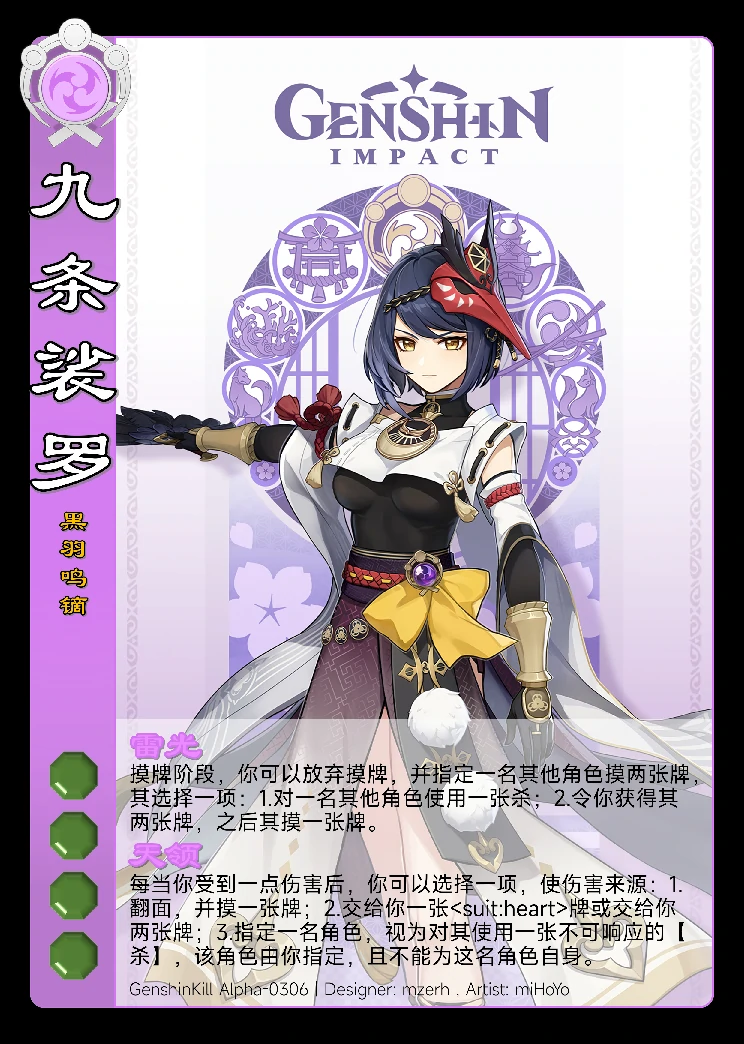 GENSHIN
IMPACT
九条裟罗
黑羽鸣镝
雷光
摸牌阶段，你可以放弃摸牌，并指定一名其他角色摸两张牌，
其选择一项：1.对一名其他角色使用一张杀；2.令你获得其
两张牌，之后其摸一张牌。
天领
每当你受到一点伤害后，你可以选择一项，使伤害来源：1.
翻面，并摸一张牌；2.交给你一张<suit:heart>牌或交给你
两张牌；3.指定一名角色，视为对其使用一张不可响应的【
杀】，该角色由你指定，且不能为这名角色自身。
GenshinKill Alpha-0306 | Designer: mzerh . Artist: miHoYo